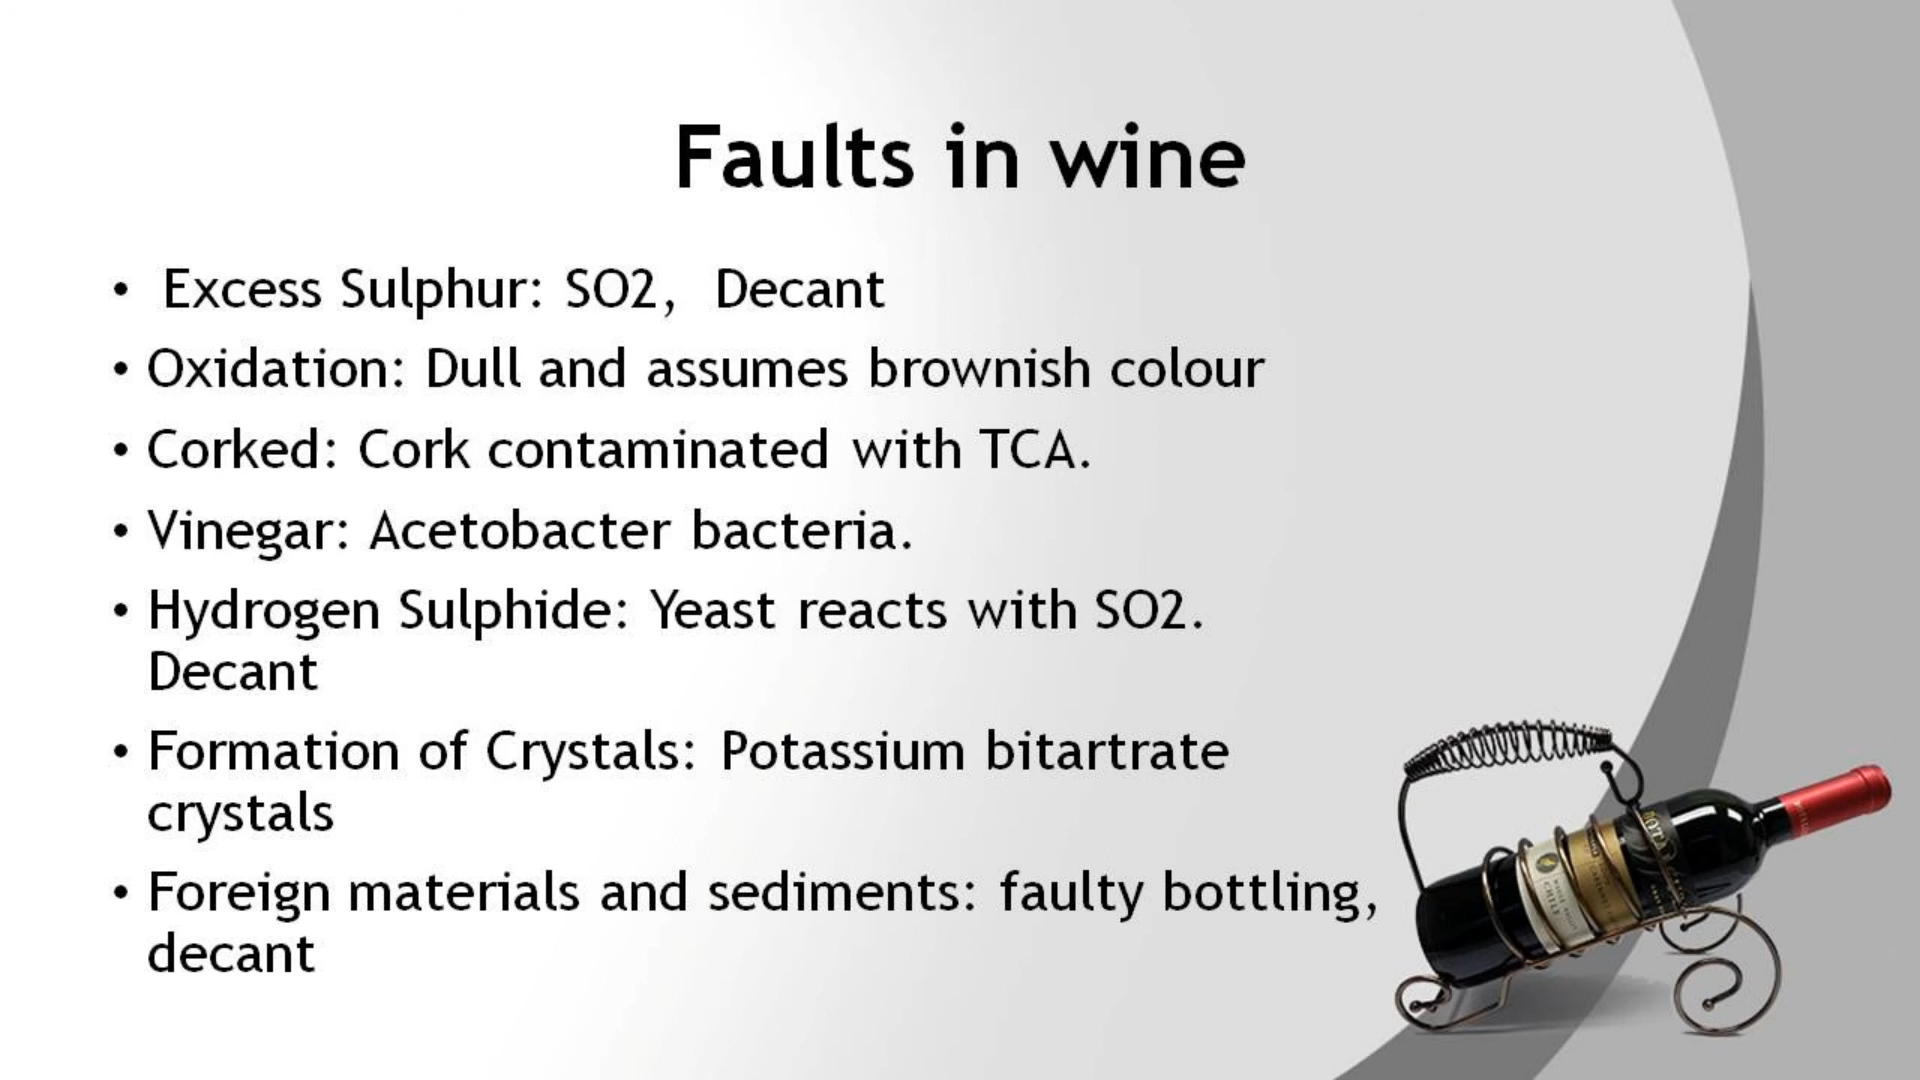 Faults in wine
• Excess Sulphur: SO2, Decant
• Oxidation: Dull and assumes brownish colour
• Corked: Cork contaminated with TCA.
• Vinegar: Acetobacter bacteria.
• Hydrogen Sulphide: Yeast reacts with SO2.
Decant
• Formation of Crystals: Potassium bitartrate
crystals
• Foreign materials and sediments: faulty bottling,
decant
CHILE